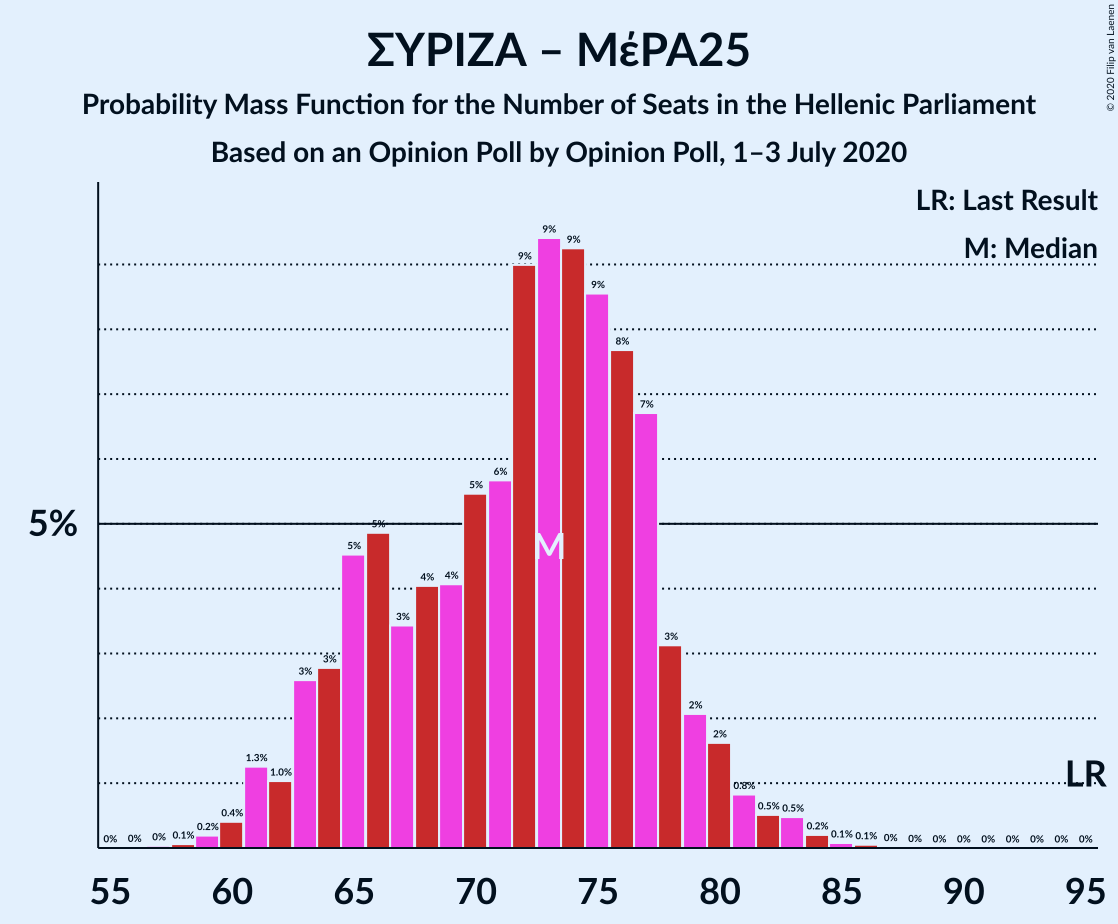 ΣΥΡΙΖΑ – ΜέΡΑ25
Probability Mass Function for the Number of Seats in the Hellenic Parliament
Based on an Opinion Poll by Opinion Poll, 1–3 July 2020
© 2020 Filip van Laenen
LR: Last Result
M: Median
5%
0% 0% 0% 0.1% 0.2% 0.4% 1.3% 1.0% 3% 3% 5% 5% 3% 4% 4% 5% 6% 9% 9% 9% 9% 8% 7% 3% 2% 2% 0.8% 0.5% 0.5% 0.2% 0.1% 0.1% 0% 0% 0% 0% 0% 0% 0% 0% 0%
M
LR
55 60 65 70 75 80 85 90 95